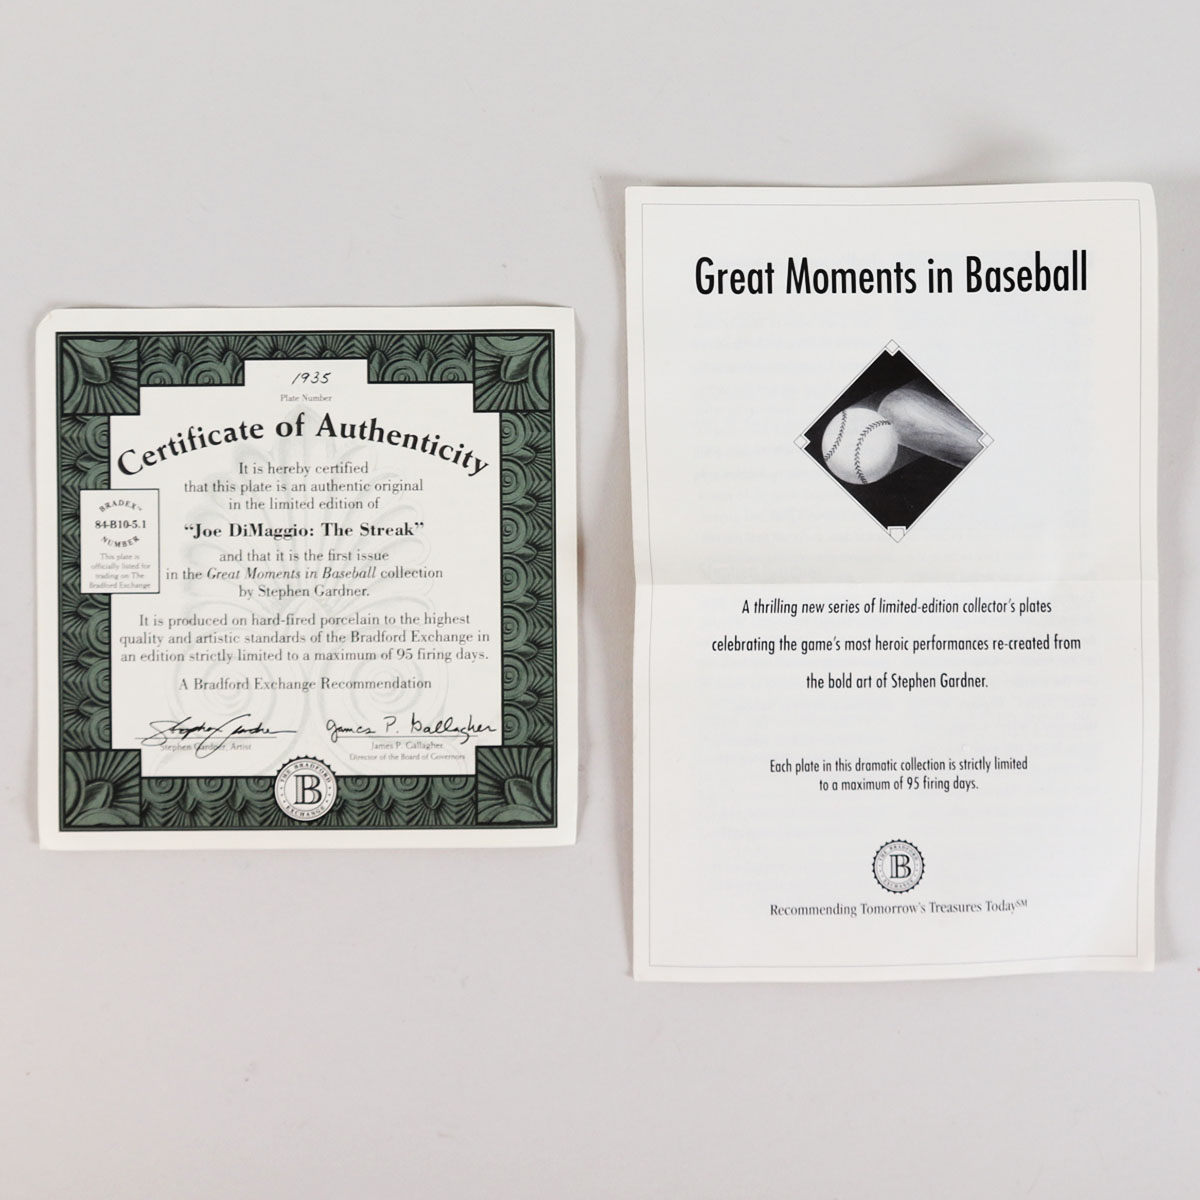 1935
Plate Number
Certificate of Authenticity
It is hereby certified
that this plate is an authentic original
in the limited edition of
"Joe DiMaggio: The Streak"
and that it is the first issue
in the Great Moments in Baseball collection
by Stephen Gardner.
It is produced on hard-fired porcelain to the highest
quality and artistic standards of the Bradford Exchange in
an edition strictly limited to a maximum of 95 firing days.
A Bradford Exchange Recommendation
BRADEX™
84-B10-5.1
NUMBER
This plate is
officially listed for
trading on The
Bradford Exchange
Stephen Gardner
Stephen Gardner, Artist
James P. Gallagher
James P. Gallagher
Director of the Board of Governors
THE BRADFORD
B
EXCHANGE
Great Moments in Baseball
A thrilling new series of limited-edition collector's plates
celebrating the game's most heroic performances re-created from
the bold art of Stephen Gardner.
Each plate in this dramatic collection is strictly limited
to a maximum of 95 firing days.
THE BRADFORD
B
EXCHANGE
Recommending Tomorrow's Treasures Today℠